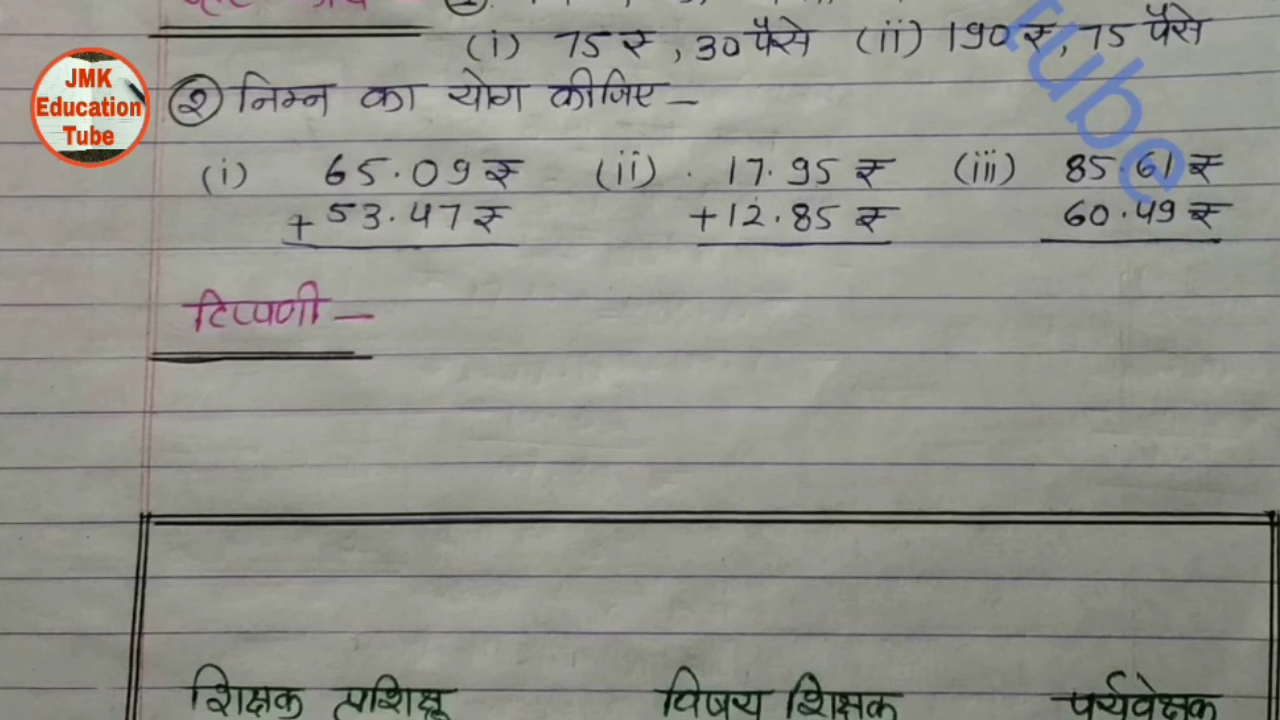 (i) 75 ₹, 30 पैसे (ii) 190 ₹, 75 पैसे
② निम्न का योग कीजिए –
(i) 65.09 ₹ (ii) . 17.95 ₹ (iii) 85.61 ₹
+ 53.47 ₹ + 12.85 ₹ 60.49 ₹
टिप्पणी –
शिक्षक प्रशिक्षु विषय शिक्षक पर्यवेक्षक
JMK
Education
Tube
Tube